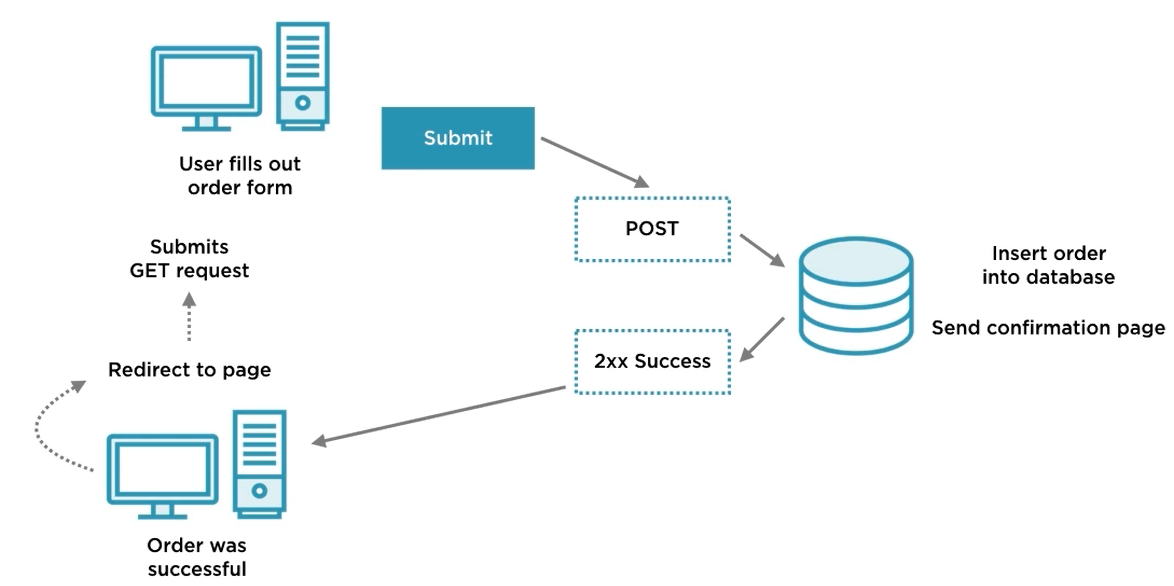 User fills out
order form
Submit
POST
Insert order
into database
Send confirmation page
2xx Success
Order was
successful
Redirect to page
Submits
GET request